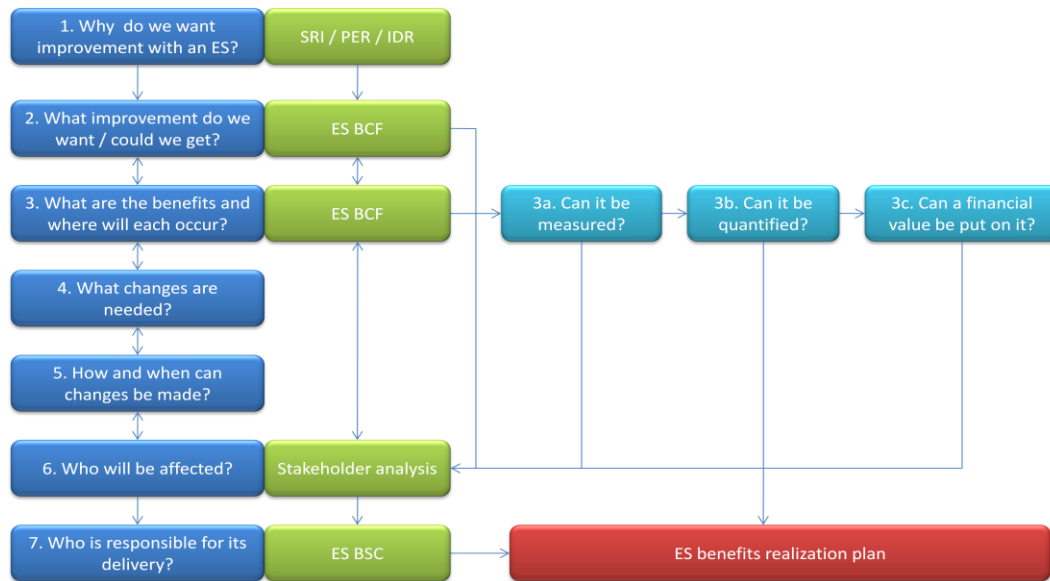 1. Why do we want
improvement with an ES?
SRI / PER / IDR
2. What improvement do we
want / could we get?
ES BCF
3. What are the benefits and
where will each occur?
ES BCF
3a. Can it be
measured?
3b. Can it be
quantified?
3c. Can a financial
value be put on it?
4. What changes are
needed?
5. How and when can
changes be made?
6. Who will be affected?
Stakeholder analysis
7. Who is responsible for its
delivery?
ES BSC
ES benefits realization plan